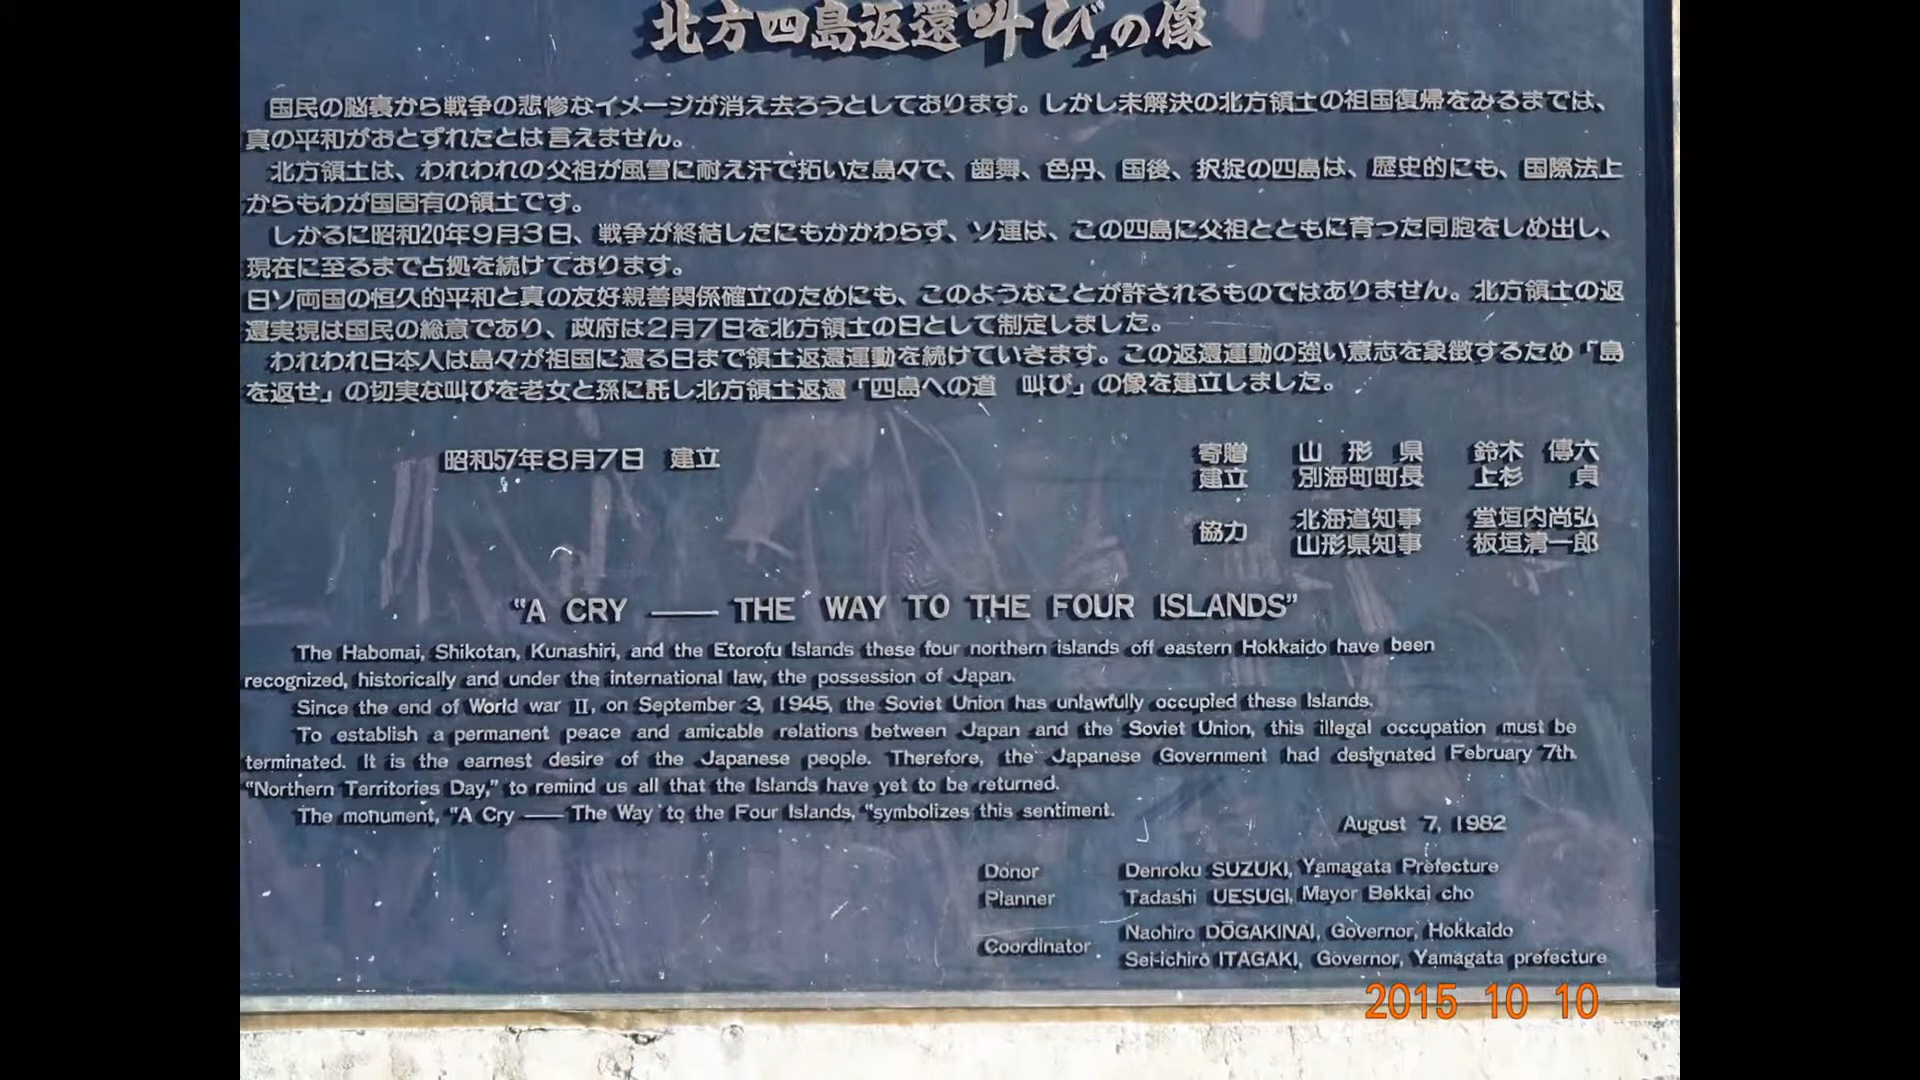 北方四島返還「叫び」の像
国民の脳裏から戦争の悲惨なイメージが消え去ろうとしております。しかし未解決の北方領土の祖国復帰をみるまでは、
真の平和がおとずれたとは言えません。
北方領土は、われわれの父祖が風雪に耐え汗で拓いた島々で、歯舞、色丹、国後、択捉の四島は、歴史的にも、国際法上
からもわが国固有の領土です。
しかるに昭和20年9月3日、戦争が終結したにもかかわらず、ソ連は、この四島に父祖とともに育った同胞をしめ出し、
現在に至るまで占拠を続けております。
日ソ両国の恒久的平和と真の友好親善関係確立のためにも、このようなことが許されるものではありません。北方領土の返
還実現は国民の総意であり、政府は2月7日を北方領土の日として制定しました。
われわれ日本人は島々が祖国に還る日まで領土返還運動を続けていきます。この返還運動の強い意志を象徴するため「島
を返せ」の切実な叫びを老女と孫に託し北方領土返還「四島への道 叫び」の像を建立しました。
昭和57年8月7日 建立
寄贈 山形県 鈴木 傳六
建立 別海町町長 上杉 貞
協力 北海道知事 堂垣内尚弘
山形県知事 板垣清一郎
"A CRY —— THE WAY TO THE FOUR ISLANDS"
The Habomai, Shikotan, Kunashiri, and the Etorofu Islands these four northern islands off eastern Hokkaido have been
recognized, historically and under the international law, the possession of Japan.
Since the end of World war II, on September 3, 1945, the Soviet Union has unlawfully occupied these Islands.
To establish a permanent peace and amicable relations between Japan and the Soviet Union, this illegal occupation must be
terminated. It is the earnest desire of the Japanese people. Therefore, the Japanese Government had designated February 7th.
"Northern Territories Day," to remind us all that the Islands have yet to be returned.
The monument, "A Cry —— The Way to the Four Islands, "symbolizes this sentiment.
August 7, 1982
Donor Denroku SUZUKI, Yamagata Prefecture
Planner Tadashi UESUGI, Mayor Bekkai cho
Coordinator Naohiro DŌGAKINAI, Governor, Hokkaido
Sei-ichiro ITAGAKI, Governor, Yamagata prefecture
2015 10 10